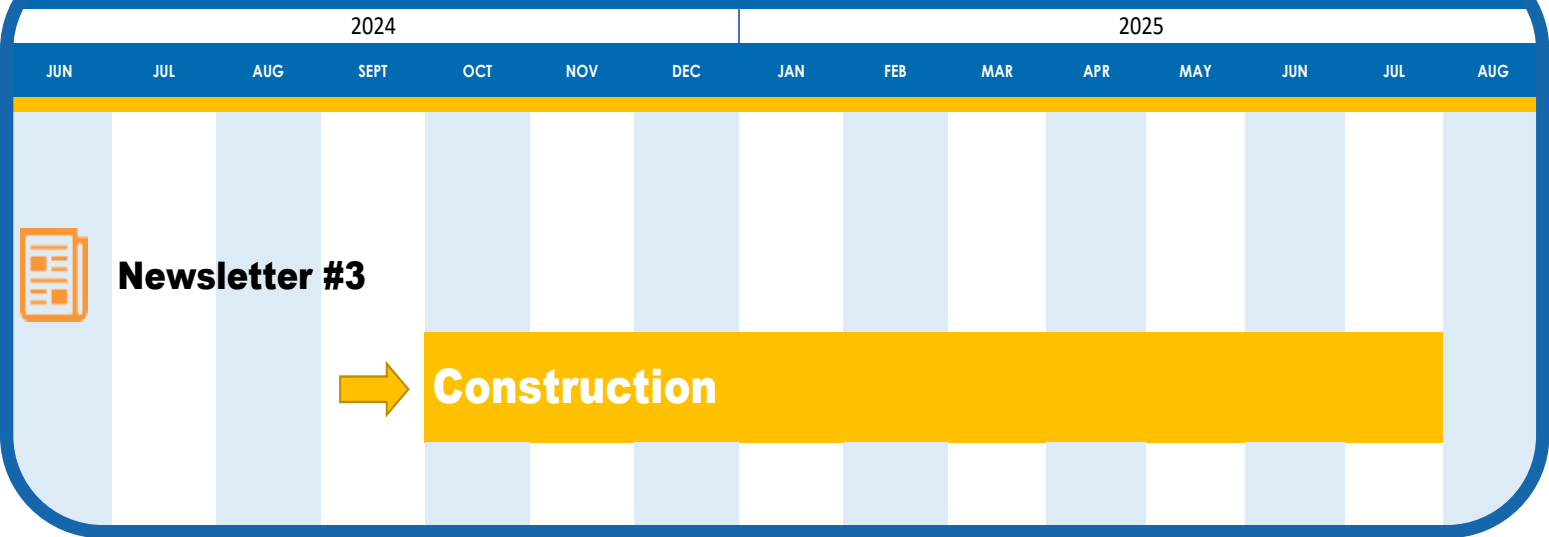 2024 2025
JUN JUL AUG SEPT OCT NOV DEC JAN FEB MAR APR MAY JUN JUL AUG
Newsletter #3
Construction